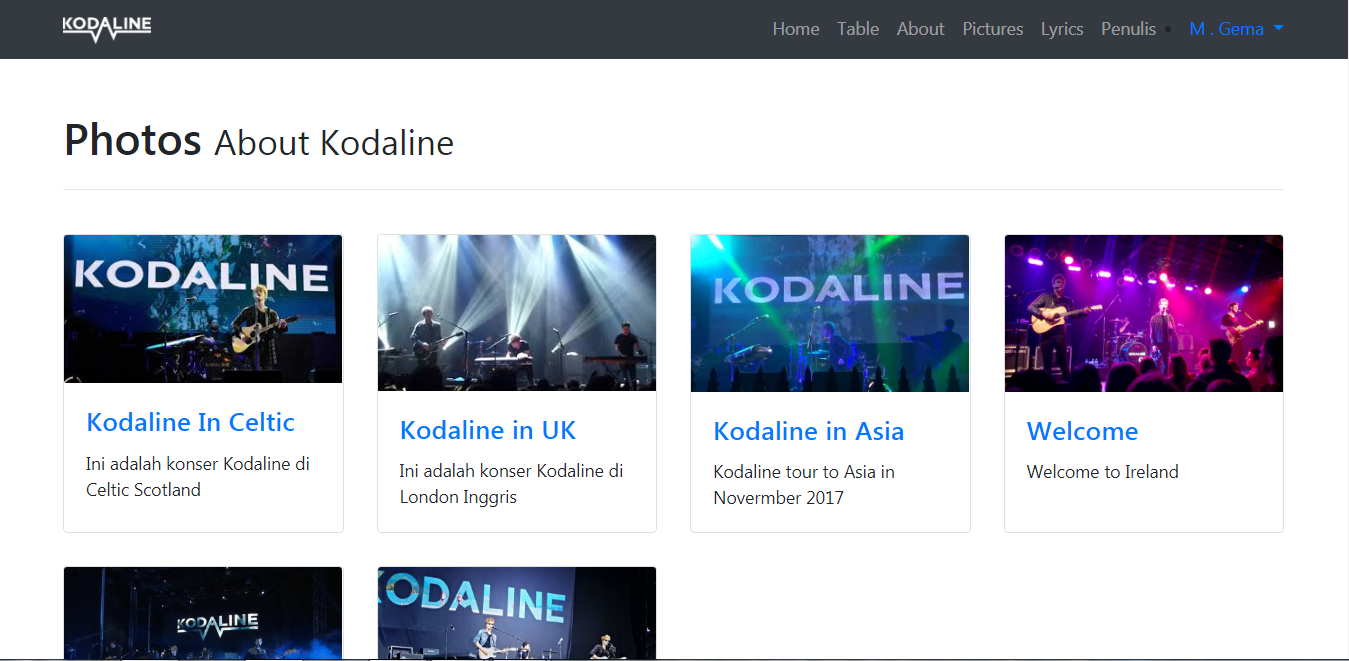 KODALINE
Home Table About Pictures Lyrics Penulis • M . Gema
Photos About Kodaline
KODALINE
KODALINE
Kodaline In Celtic
Ini adalah konser Kodaline di
Celtic Scotland
Kodaline in UK
Ini adalah konser Kodaline di
London Inggris
Kodaline in Asia
Kodaline tour to Asia in
Novermber 2017
KODALINE
Welcome
Welcome to Ireland
KODALINE
KODALINE